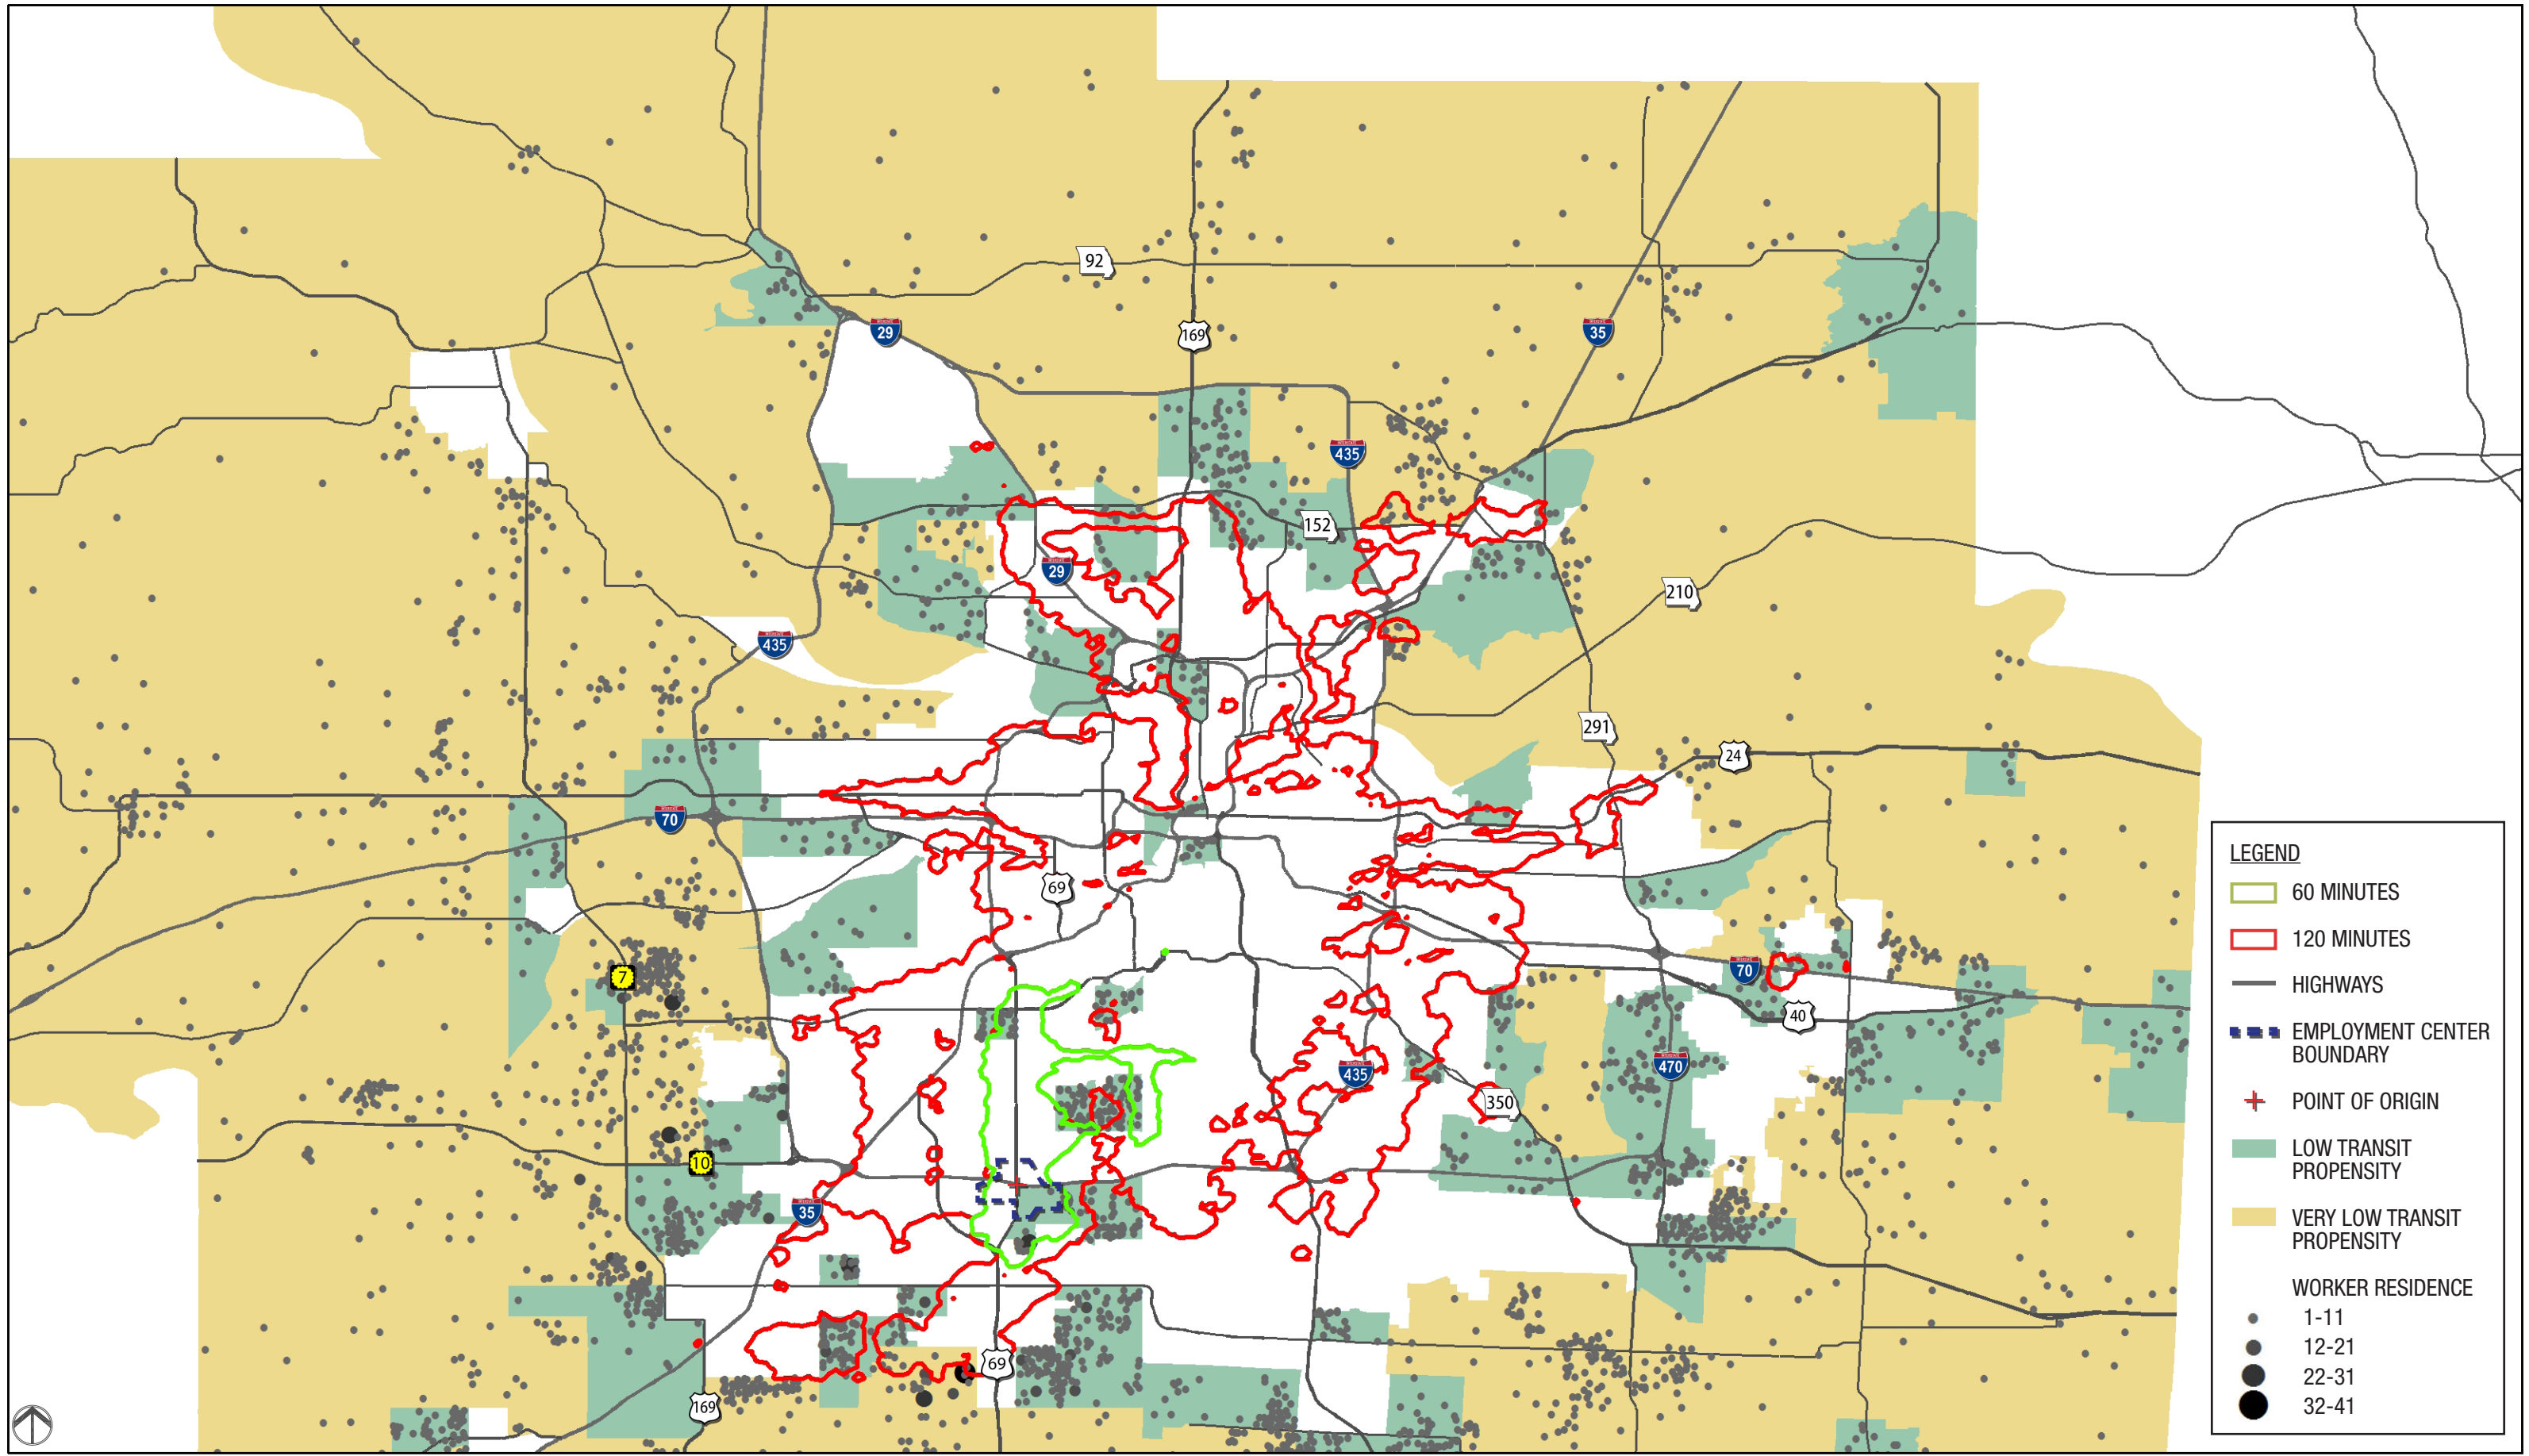 92
29
169
35
435
152
29
210
435
291
24
70
69
7
70
40
435
470
350
10
35
69
169
LEGEND
60 MINUTES
120 MINUTES
HIGHWAYS
EMPLOYMENT CENTER
BOUNDARY
POINT OF ORIGIN
LOW TRANSIT
PROPENSITY
VERY LOW TRANSIT
PROPENSITY
WORKER RESIDENCE
1-11
12-21
22-31
32-41